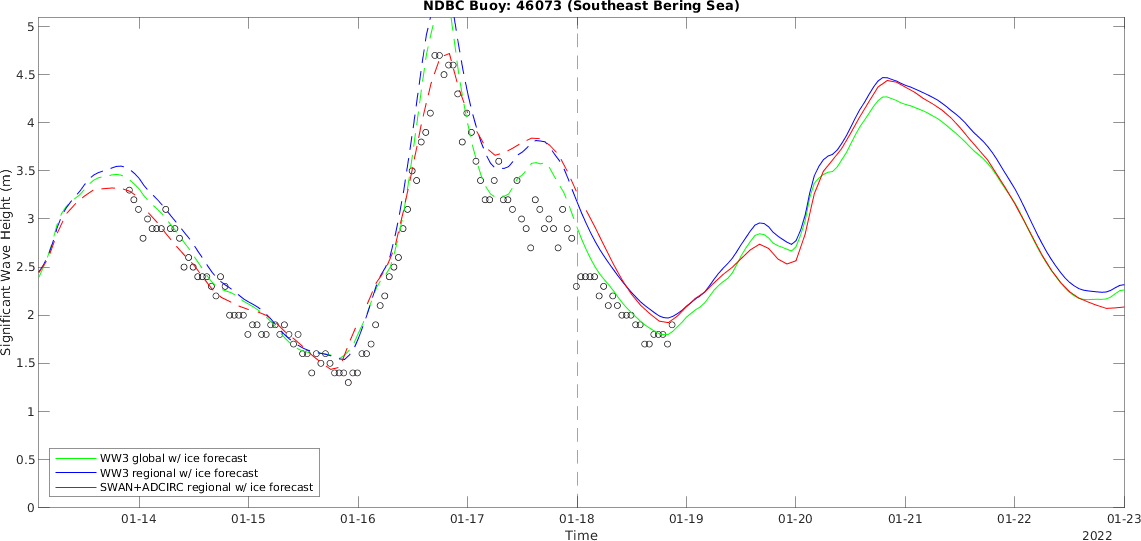 NDBC Buoy: 46073 (Southeast Bering Sea)
Significant Wave Height (m)
5
4.5
4
3.5
3
2.5
2
1.5
1
0.5
0
WW3 global w/ ice forecast
WW3 regional w/ ice forecast
SWAN+ADCIRC regional w/ ice forecast
01-14 01-15 01-16 01-17 01-18 01-19 01-20 01-21 01-22 01-23
Time
2022